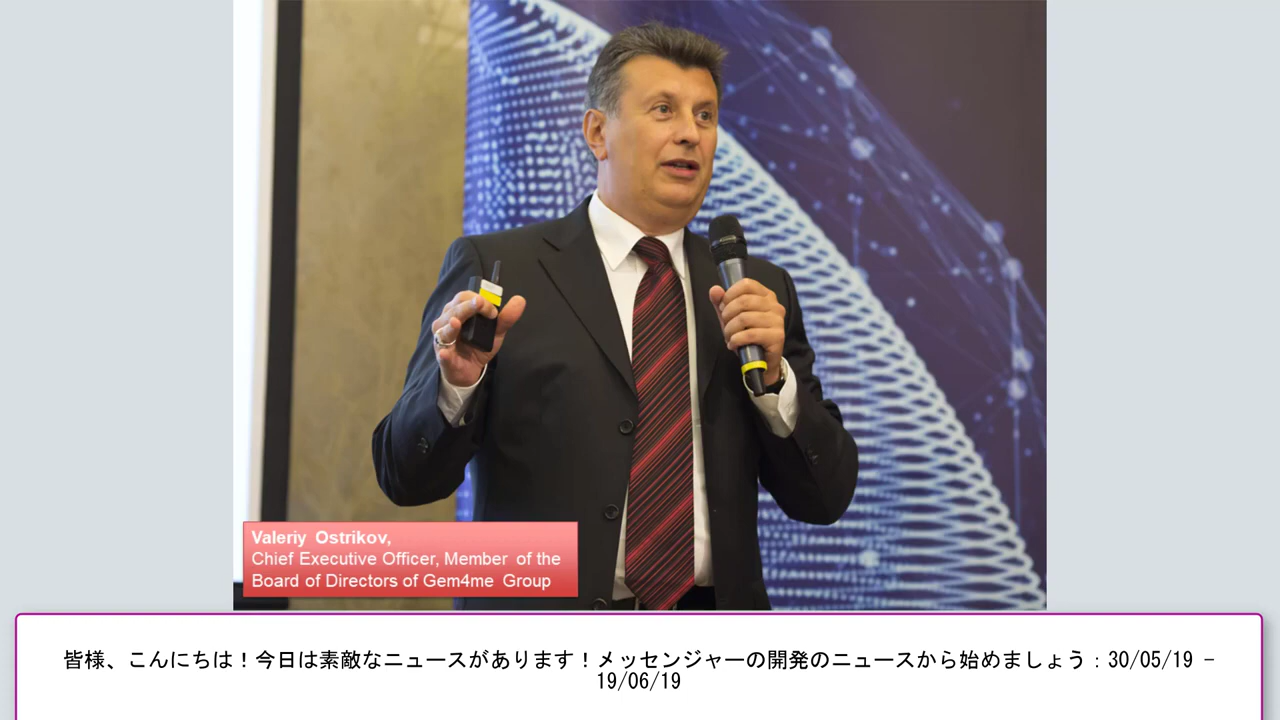 Valeriy Ostrikov,
Chief Executive Officer, Member of the
Board of Directors of Gem4me Group
皆様、こんにちは！今日は素敵なニュースがあります！メッセンジャーの開発のニュースから始めましょう：30/05/19 –
19/06/19